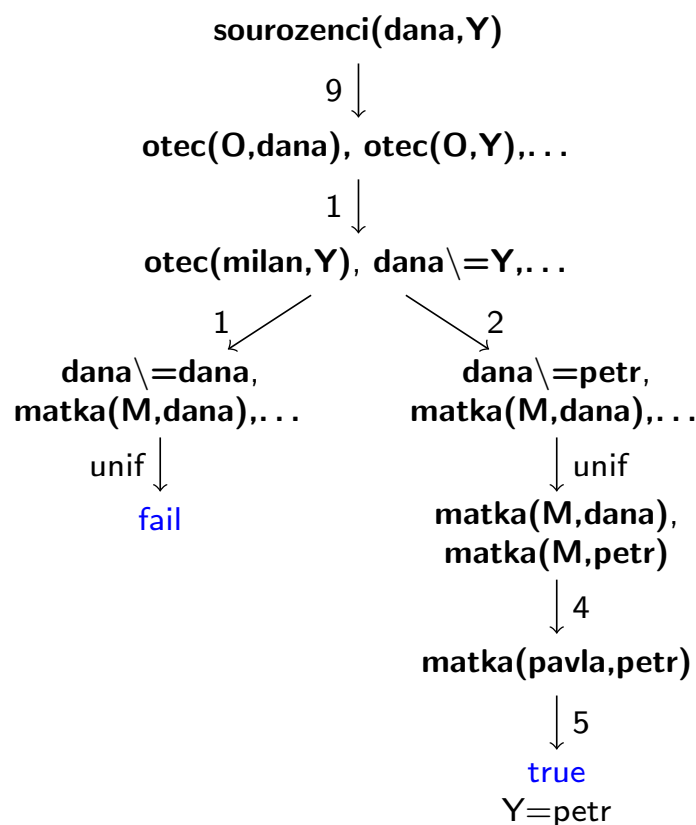 sourozenci(dana,Y)
9
otec(O,dana), otec(O,Y),...
1
otec(milan,Y), dana\=Y,...
1
2
dana\=dana,
matka(M,dana),...
dana\=petr,
matka(M,dana),...
unif
unif
fail
matka(M,dana),
matka(M,petr)
4
matka(pavla,petr)
5
true
Y=petr